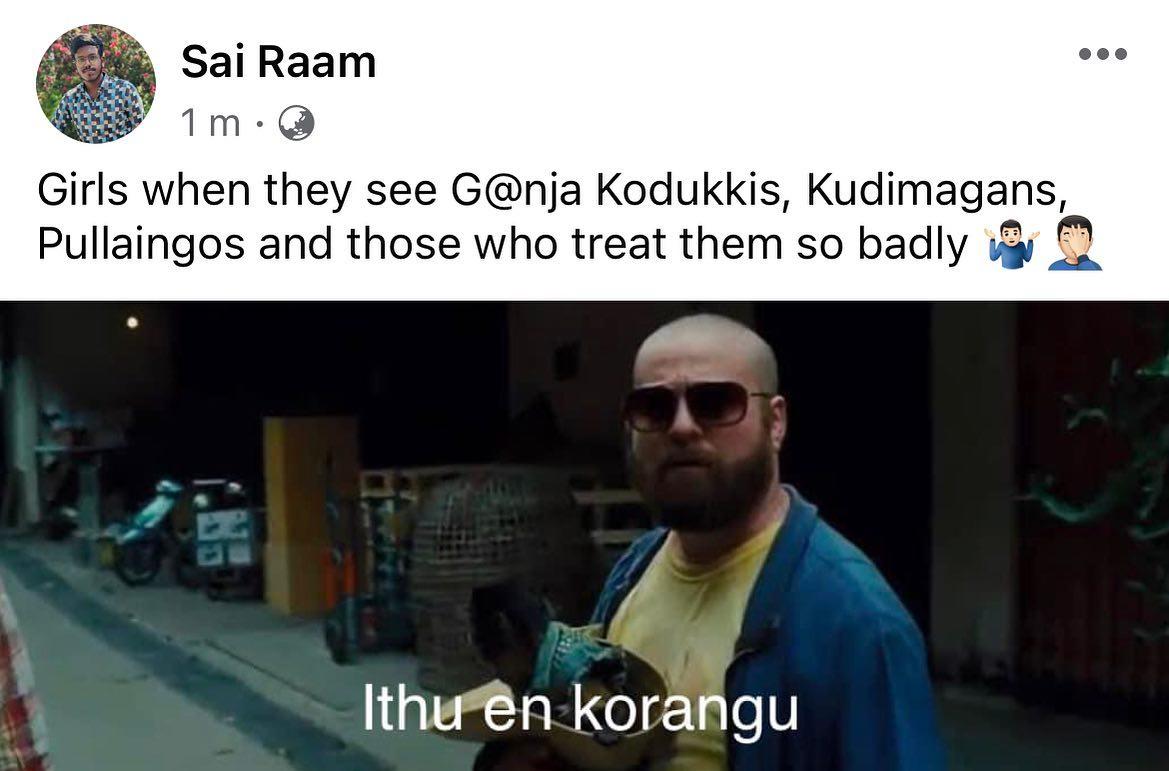 Sai Raam
1 m ·
Girls when they see G@nja Kodukkis, Kudimagans,
Pullaingos and those who treat them so badly 🤷🏻‍♂️ 🤦🏻‍♂️
Ithu en korangu